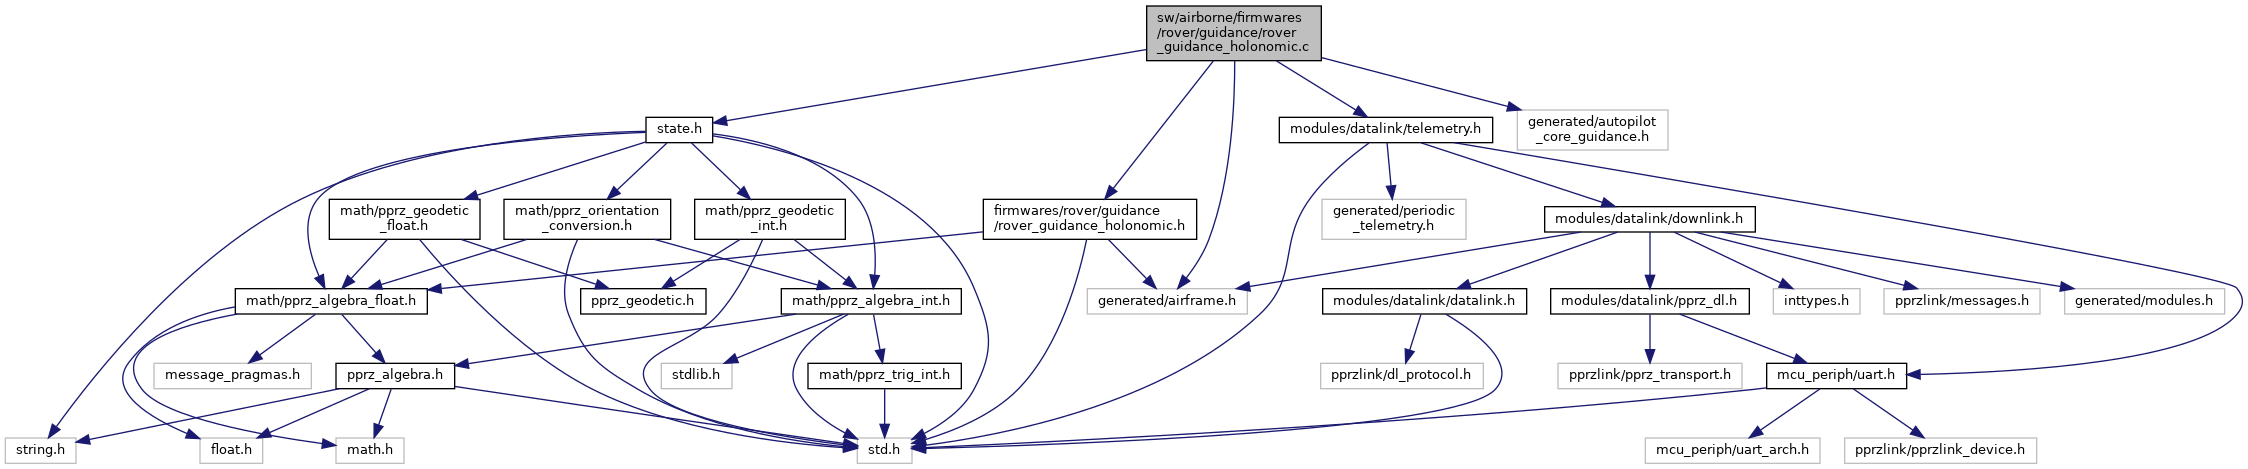 sw/airborne/firmwares
/rover/guidance/rover
_guidance_holonomic.c
state.h
modules/datalink/telemetry.h
generated/autopilot
_core_guidance.h
math/pprz_geodetic
_float.h
math/pprz_orientation
_conversion.h
math/pprz_geodetic
_int.h
firmwares/rover/guidance
/rover_guidance_holonomic.h
generated/periodic
_telemetry.h
modules/datalink/downlink.h
math/pprz_algebra_float.h
pprz_geodetic.h
math/pprz_algebra_int.h
generated/airframe.h
modules/datalink/datalink.h
modules/datalink/pprz_dl.h
inttypes.h
pprzlink/messages.h
generated/modules.h
message_pragmas.h
pprz_algebra.h
stdlib.h
math/pprz_trig_int.h
pprzlink/dl_protocol.h
pprzlink/pprz_transport.h
mcu_periph/uart.h
string.h
float.h
math.h
std.h
mcu_periph/uart_arch.h
pprzlink/pprzlink_device.h